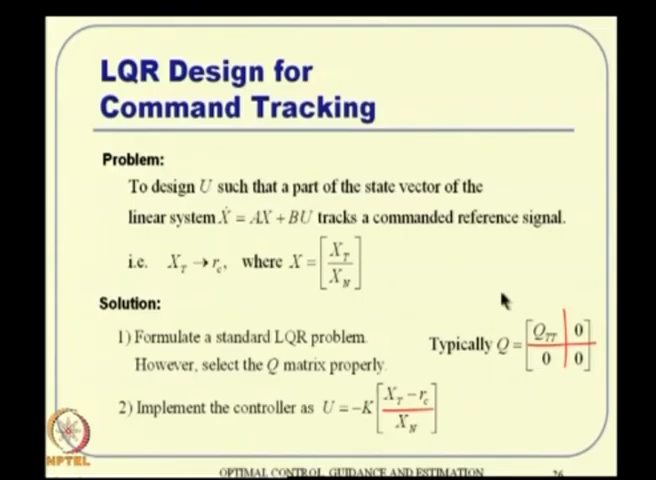 LQR Design for
Command Tracking
Problem:
To design U such that a part of the state vector of the
linear system Ẋ = AX + BU tracks a commanded reference signal.
i.e. X_T → r_c, where X = [X_T / X_N]
Solution:
1) Formulate a standard LQR problem.
However, select the Q matrix properly.
Typically Q = [Q_TT 0 / 0 0]
2) Implement the controller as U = −K [X_T − r_c / X_N]
NPTEL
OPTIMAL CONTROL, GUIDANCE AND ESTIMATION